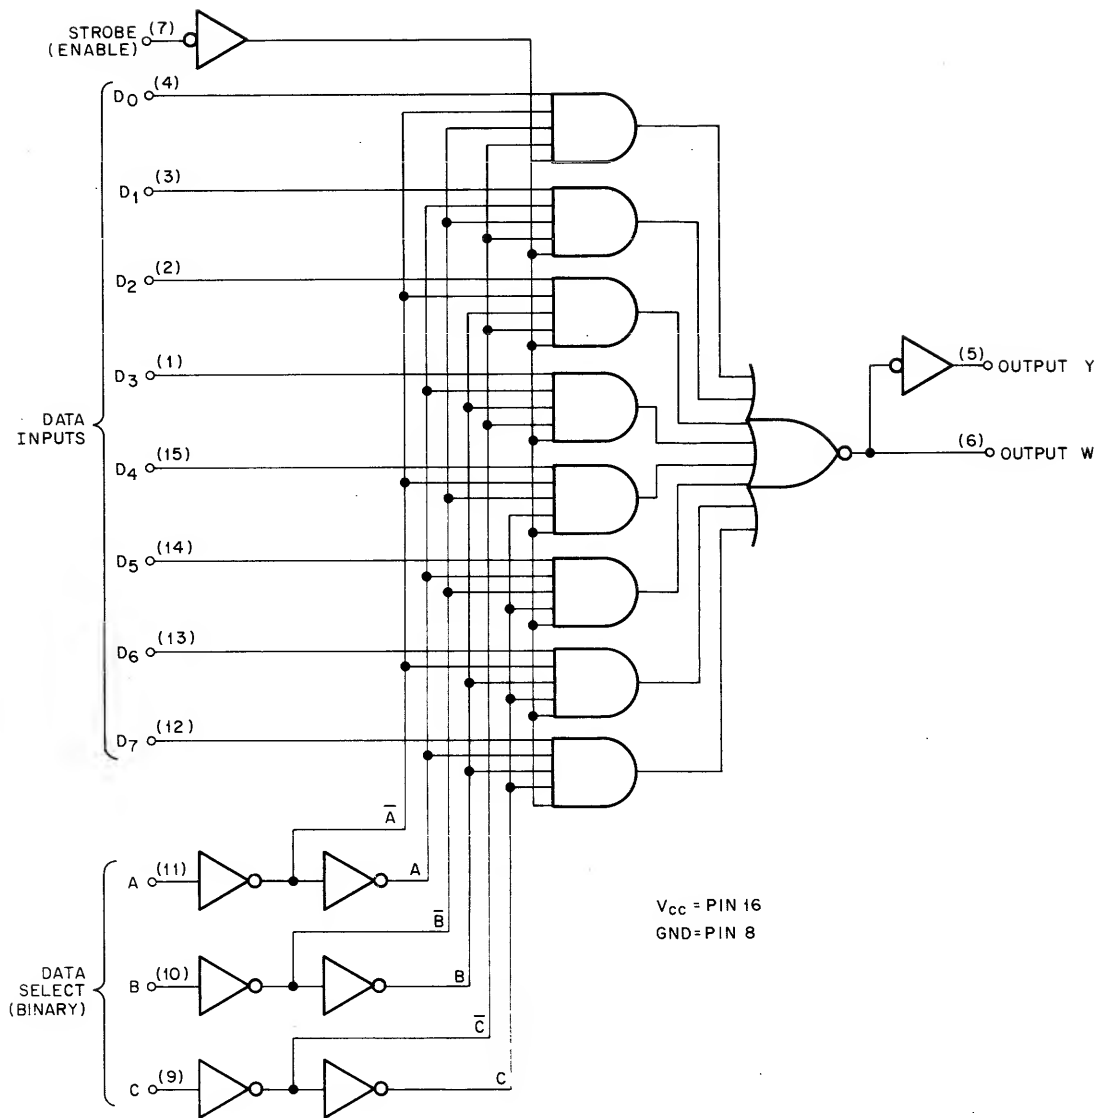 STROBE (7)
(ENABLE)
D0 (4)
D1 (3)
D2 (2)
D3 (1)
DATA
INPUTS
D4 (15)
D5 (14)
D6 (13)
D7 (12)
(5) OUTPUT Y
(6) OUTPUT W
A̅
A (11)
A
B̅
DATA
SELECT
(BINARY)
B (10)
B
C̅
C (9)
C
VCC = PIN 16
GND = PIN 8